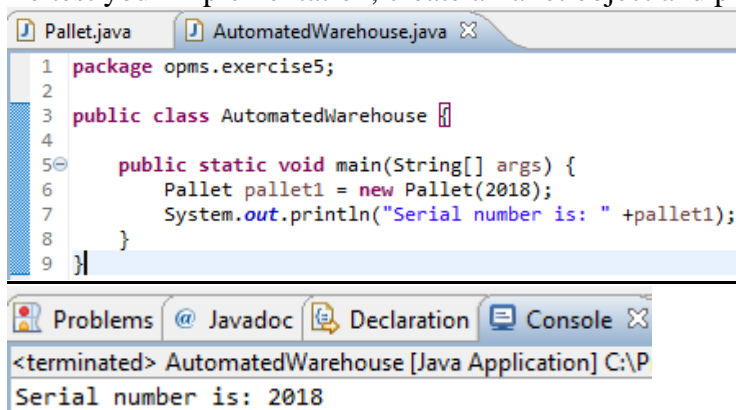 Pallet.java AutomatedWarehouse.java
1 package opms.exercise5;
2
3 public class AutomatedWarehouse {
4
5 public static void main(String[] args) {
6 Pallet pallet1 = new Pallet(2018);
7 System.out.println("Serial number is: " +pallet1);
8 }
9 }
Problems @ Javadoc Declaration Console
<terminated> AutomatedWarehouse [Java Application] C:\P
Serial number is: 2018